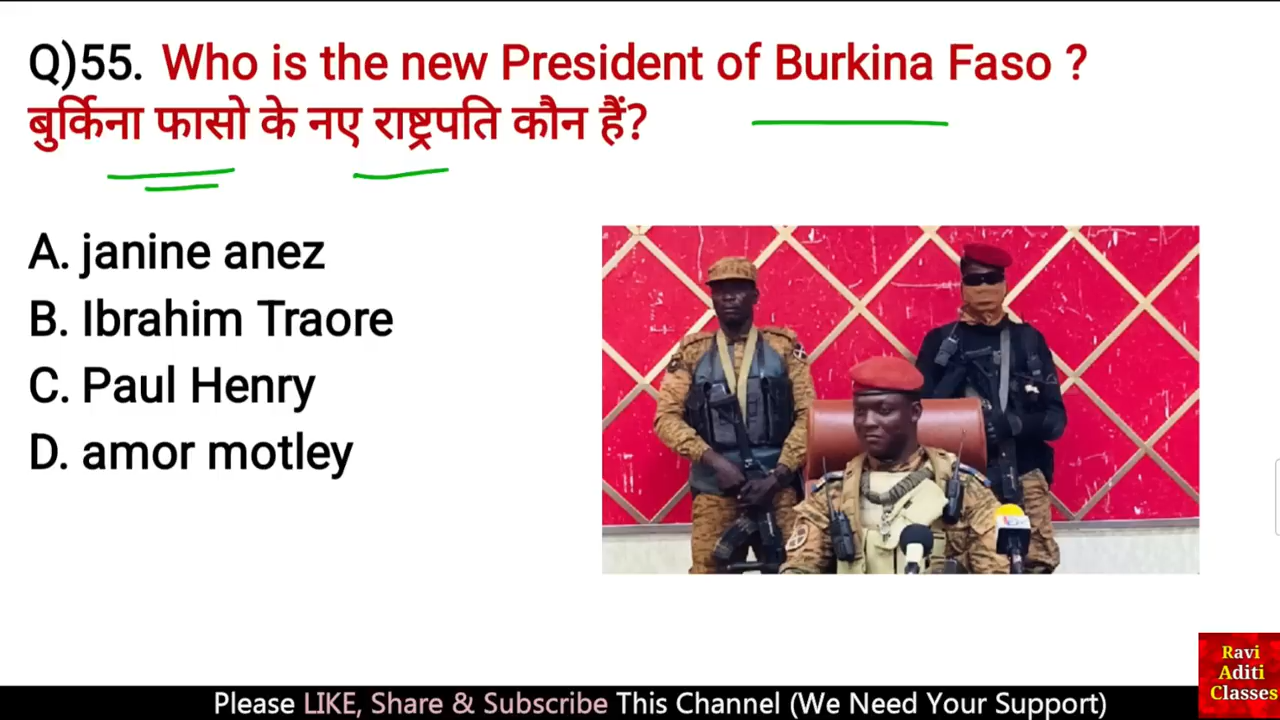 Q)55. Who is the new President of Burkina Faso ?
बुर्किना फासो के नए राष्ट्रपति कौन हैं?
A. janine anez
B. Ibrahim Traore
C. Paul Henry
D. amor motley
Ravi
Aditi
Classes
Please LIKE, Share & Subscribe This Channel (We Need Your Support)